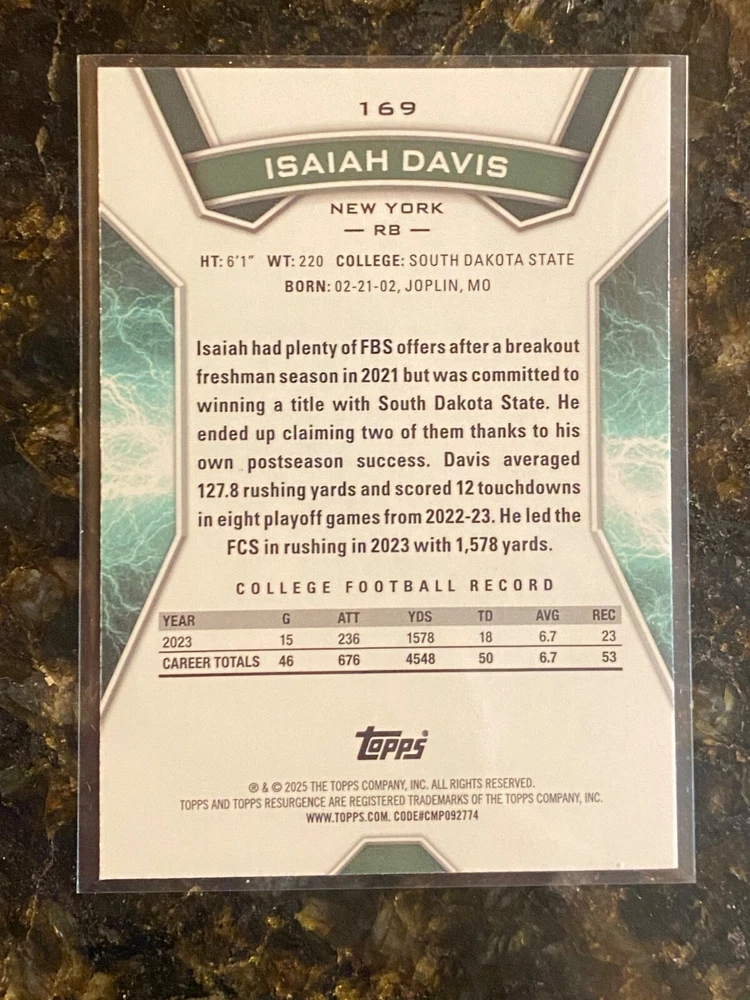 169
ISAIAH DAVIS
NEW YORK
— RB —
HT: 6'1" WT: 220 COLLEGE: SOUTH DAKOTA STATE
BORN: 02-21-02, JOPLIN, MO
Isaiah had plenty of FBS offers after a breakout
freshman season in 2021 but was committed to
winning a title with South Dakota State. He
ended up claiming two of them thanks to his
own postseason success. Davis averaged
127.8 rushing yards and scored 12 touchdowns
in eight playoff games from 2022-23. He led the
FCS in rushing in 2023 with 1,578 yards.
COLLEGE FOOTBALL RECORD
YEAR G ATT YDS TD AVG REC
2023 15 236 1578 18 6.7 23
CAREER TOTALS 46 676 4548 50 6.7 53
Topps®
® & © 2025 THE TOPPS COMPANY, INC. ALL RIGHTS RESERVED.
TOPPS AND TOPPS RESURGENCE ARE REGISTERED TRADEMARKS OF THE TOPPS COMPANY, INC.
WWW.TOPPS.COM. CODE#CMP092774